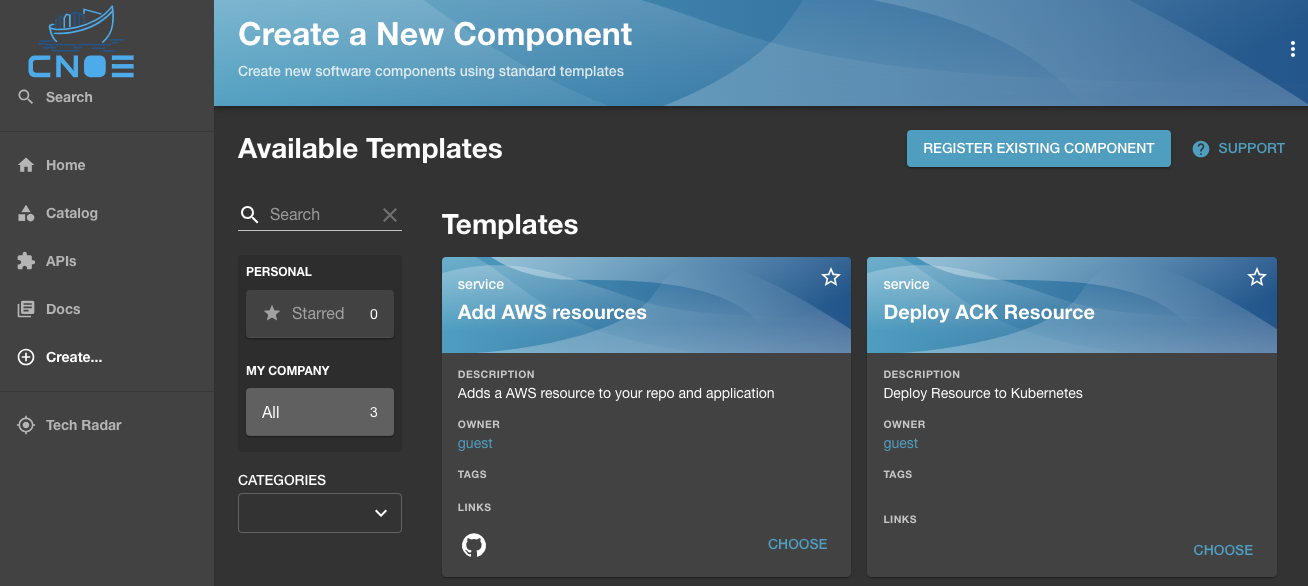 CNOE
Search
Home
Catalog
APIs
Docs
Create...
Tech Radar
Create a New Component
Create new software components using standard templates
Available Templates
REGISTER EXISTING COMPONENT
SUPPORT
Search
PERSONAL
Starred 0
MY COMPANY
All 3
CATEGORIES
Templates
service
Add AWS resources
DESCRIPTION
Adds a AWS resource to your repo and application
OWNER
guest
TAGS
LINKS
CHOOSE
service
Deploy ACK Resource
DESCRIPTION
Deploy Resource to Kubernetes
OWNER
guest
TAGS
LINKS
CHOOSE